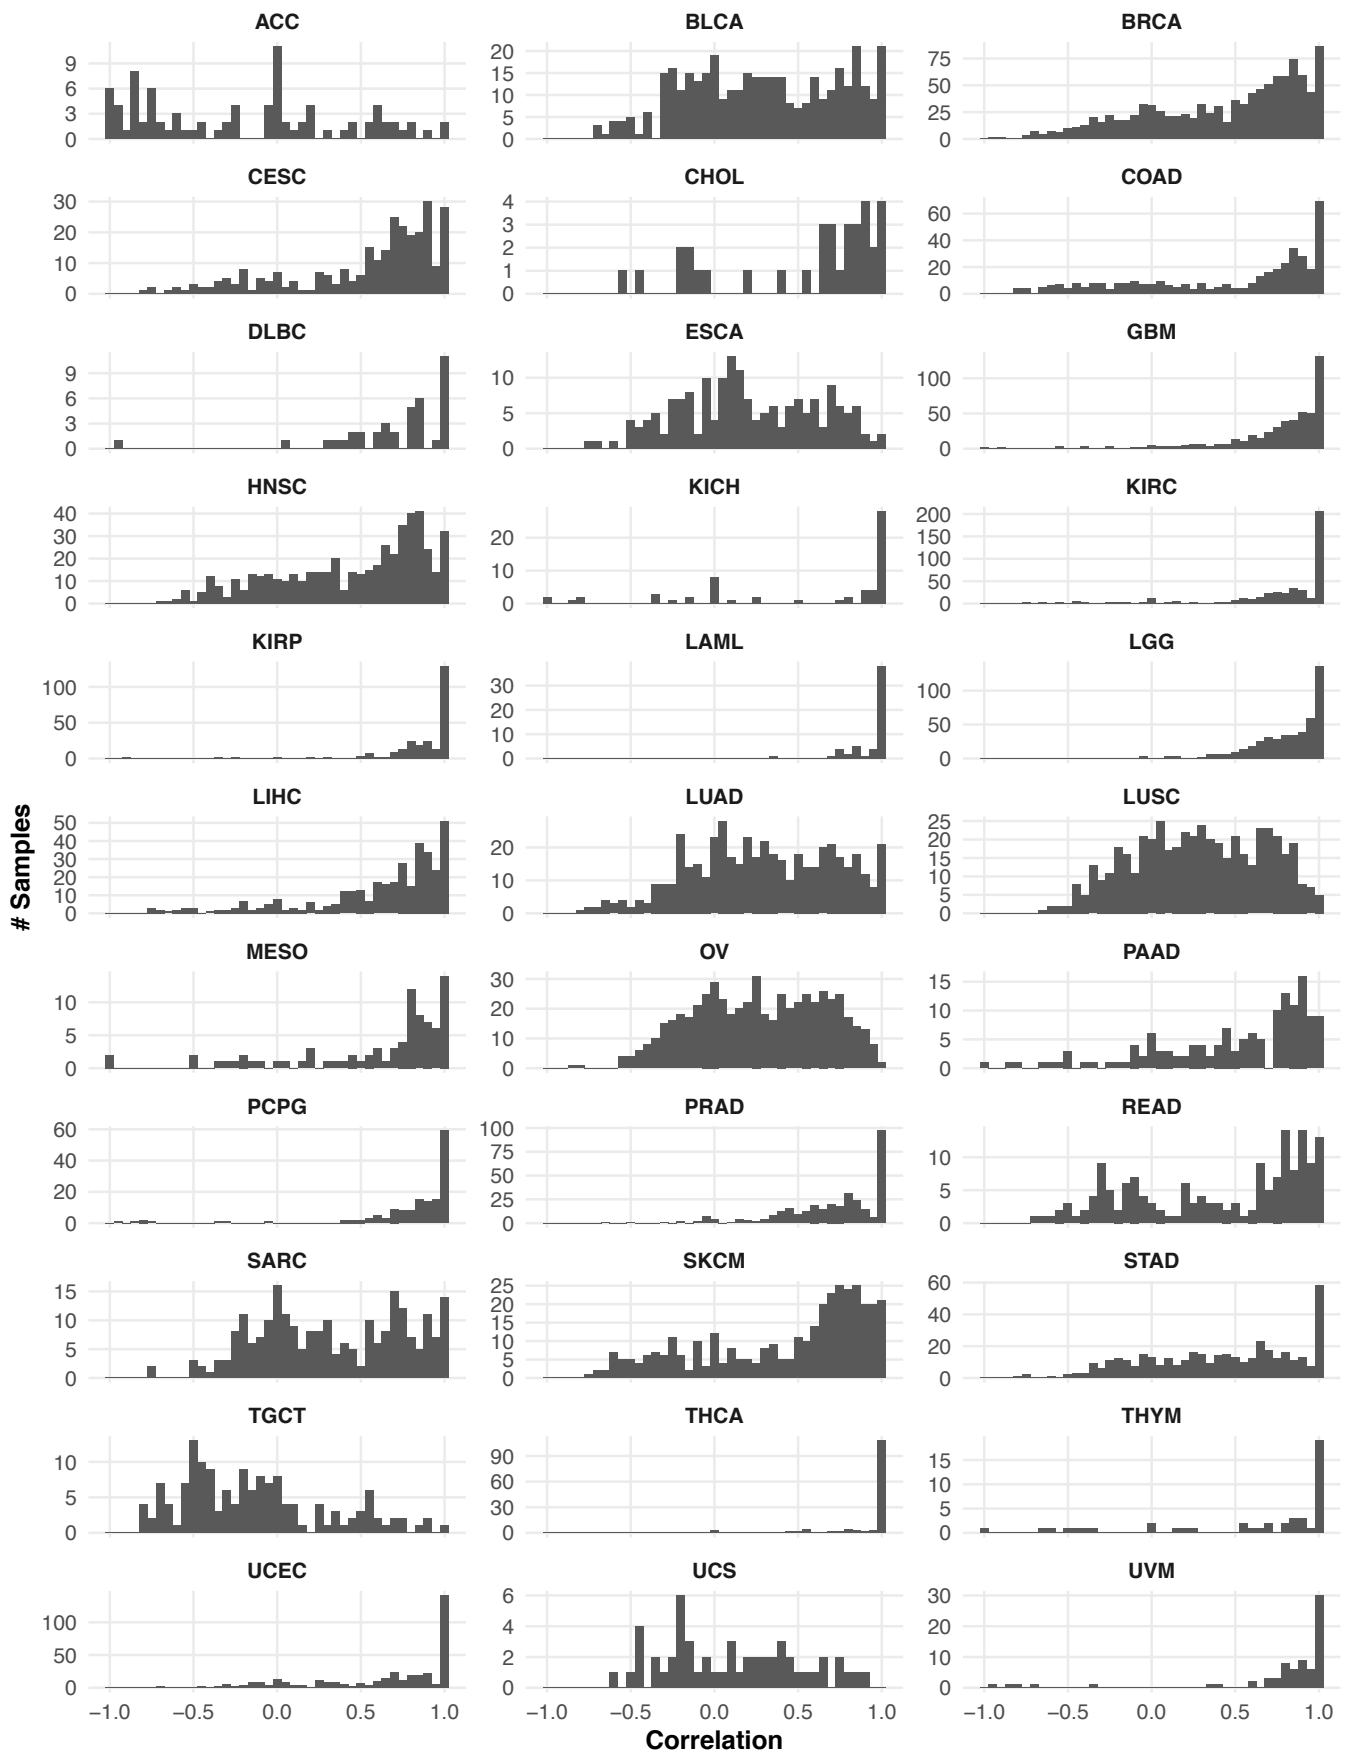 ACC BLCA BRCA
9 6 3 0
20 15 10 5 0
75 50 25 0
CESC CHOL COAD
30 20 10 0
4 3 2 1 0
60 40 20 0
DLBC ESCA GBM
9 6 3 0
10 5 0
100 50 0
HNSC KICH KIRC
40 30 20 10 0
20 10 0
200 150 100 50 0
KIRP LAML LGG
100 50 0
30 20 10 0
100 50 0
LIHC LUAD LUSC
50 40 30 20 10 0
20 10 0
25 20 15 10 5 0
# Samples
MESO OV PAAD
10 5 0
30 20 10 0
15 10 5 0
PCPG PRAD READ
60 40 20 0
100 75 50 25 0
10 5 0
SARC SKCM STAD
15 10 5 0
25 20 15 10 5 0
60 40 20 0
TGCT THCA THYM
10 5 0
90 60 30 0
15 10 5 0
UCEC UCS UVM
100 50 0
6 4 2 0
30 20 10 0
−1.0 −0.5 0.0 0.5 1.0 −1.0 −0.5 0.0 0.5 1.0 −1.0 −0.5 0.0 0.5 1.0
Correlation